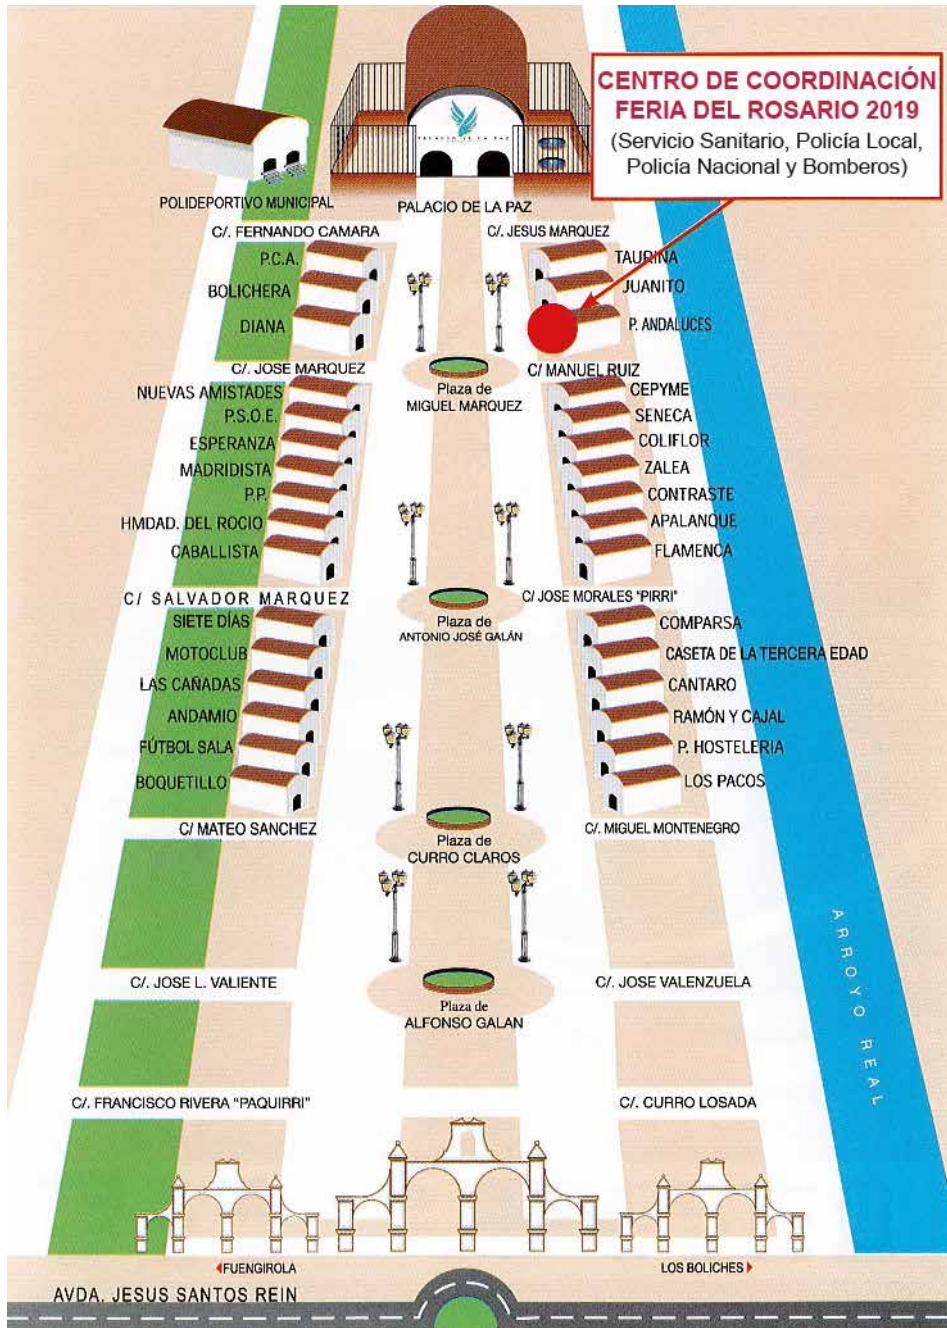 CENTRO DE COORDINACIÓN
FERIA DEL ROSARIO 2019
(Servicio Sanitario, Policía Local,
Policía Nacional y Bomberos)
PALACIO DE LA PAZ
POLIDEPORTIVO MUNICIPAL
PALACIO DE LA PAZ
C/. FERNANDO CAMARA
C/. JESUS MARQUEZ
P.C.A.
TAURINA
BOLICHERA
JUANITO
DIANA
P. ANDALUCES
C/. JOSE MARQUEZ
C/ MANUEL RUIZ
Plaza de
MIGUEL MARQUEZ
NUEVAS AMISTADES
CEPYME
P.S.O.E.
SENECA
ESPERANZA
COLIFLOR
MADRIDISTA
ZALEA
P.P.
CONTRASTE
HMDAD. DEL ROCIO
APALANQUE
CABALLISTA
FLAMENCA
C/ SALVADOR MARQUEZ
C/ JOSE MORALES "PIRRI"
Plaza de
ANTONIO JOSÉ GALÁN
SIETE DÍAS
COMPARSA
MOTOCLUB
CASETA DE LA TERCERA EDAD
LAS CAÑADAS
CANTARO
ANDAMIO
RAMÓN Y CAJAL
FÚTBOL SALA
P. HOSTELERIA
BOQUETILLO
LOS PACOS
C/ MATEO SANCHEZ
C/. MIGUEL MONTENEGRO
Plaza de
CURRO CLAROS
C/. JOSE L. VALIENTE
C/. JOSE VALENZUELA
Plaza de
ALFONSO GALAN
ARROYO REAL
C/. FRANCISCO RIVERA "PAQUIRRI"
C/. CURRO LOSADA
FUENGIROLA
LOS BOLICHES
AVDA. JESUS SANTOS REIN